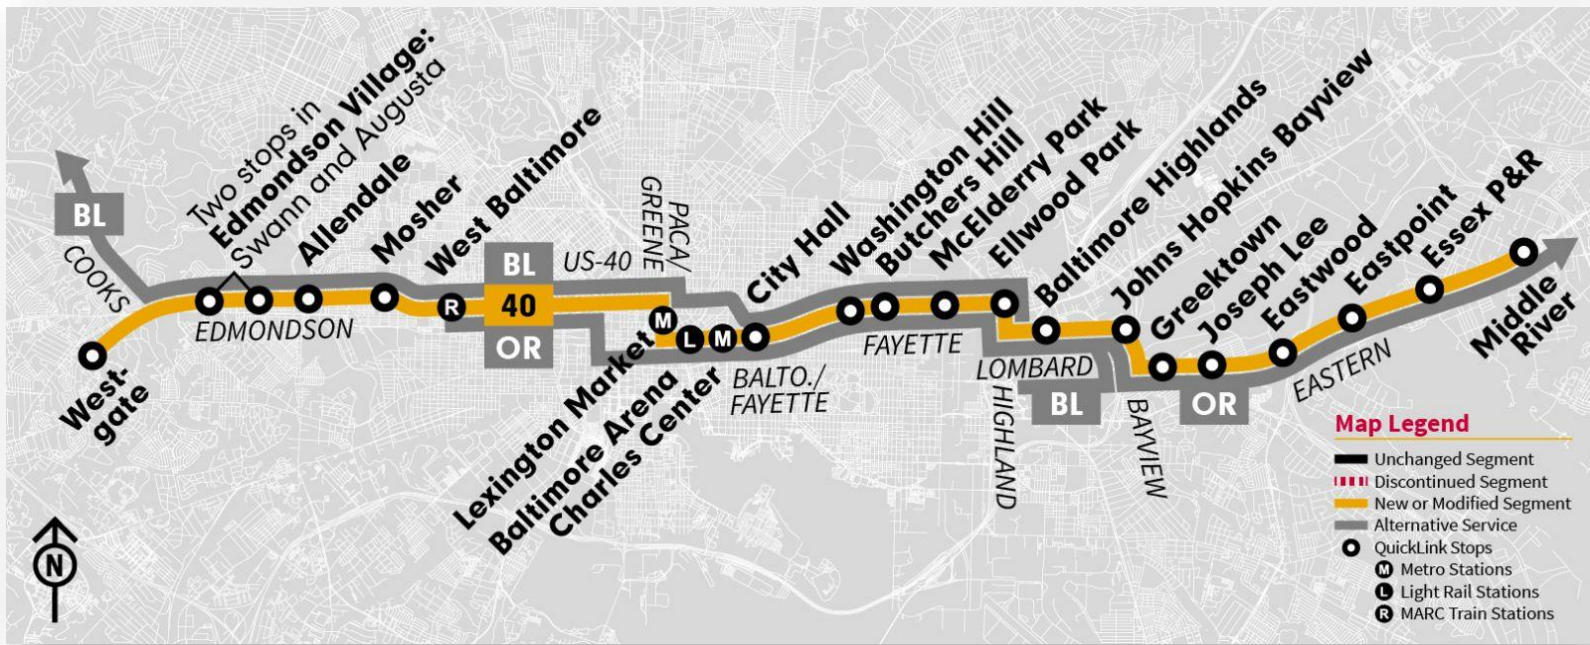 Two stops in
Edmondson Village:
Swann and Augusta
Allendale
Mosher
West Baltimore
PACA/
GREENE
City Hall
Washington Hill
Butchers Hill
McElderry Park
Ellwood Park
Baltimore Highlands
Johns Hopkins Bayview
Greektown
Joseph Lee
Eastwood
Eastpoint
Essex P&R
BL
COOKS
BL
US-40
40
OR
R
EDMONDSON
West-
gate
M
L
M
Lexington Market
Baltimore Arena
Charles Center
BALTO./
FAYETTE
FAYETTE
LOMBARD
HIGHLAND
BL
BAYVIEW
OR
EASTERN
Middle
River
N
Map Legend
Unchanged Segment
Discontinued Segment
New or Modified Segment
Alternative Service
QuickLink Stops
M Metro Stations
L Light Rail Stations
R MARC Train Stations